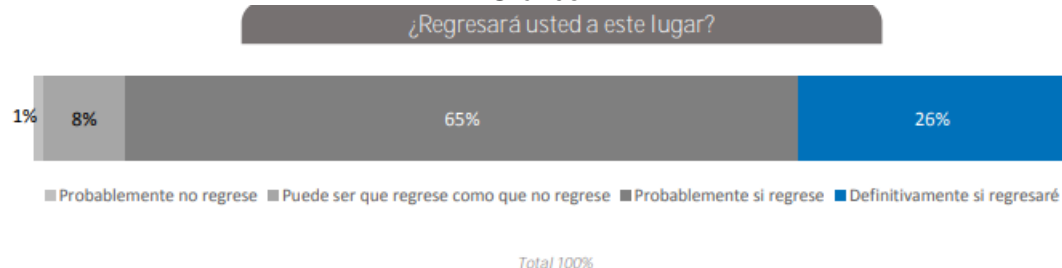 ¿Regresará usted a este lugar?
1% 8% 65% 26%
Probablemente no regrese Puede ser que regrese como que no regrese Probablemente si regrese Definitivamente si regresaré
Total 100%